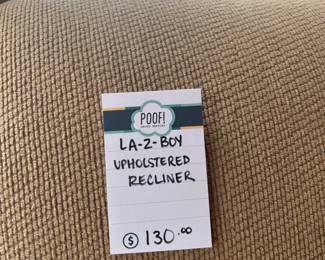 POOF!
LA-Z-BOY
UPHOLSTERED
RECLINER
$ 130.00